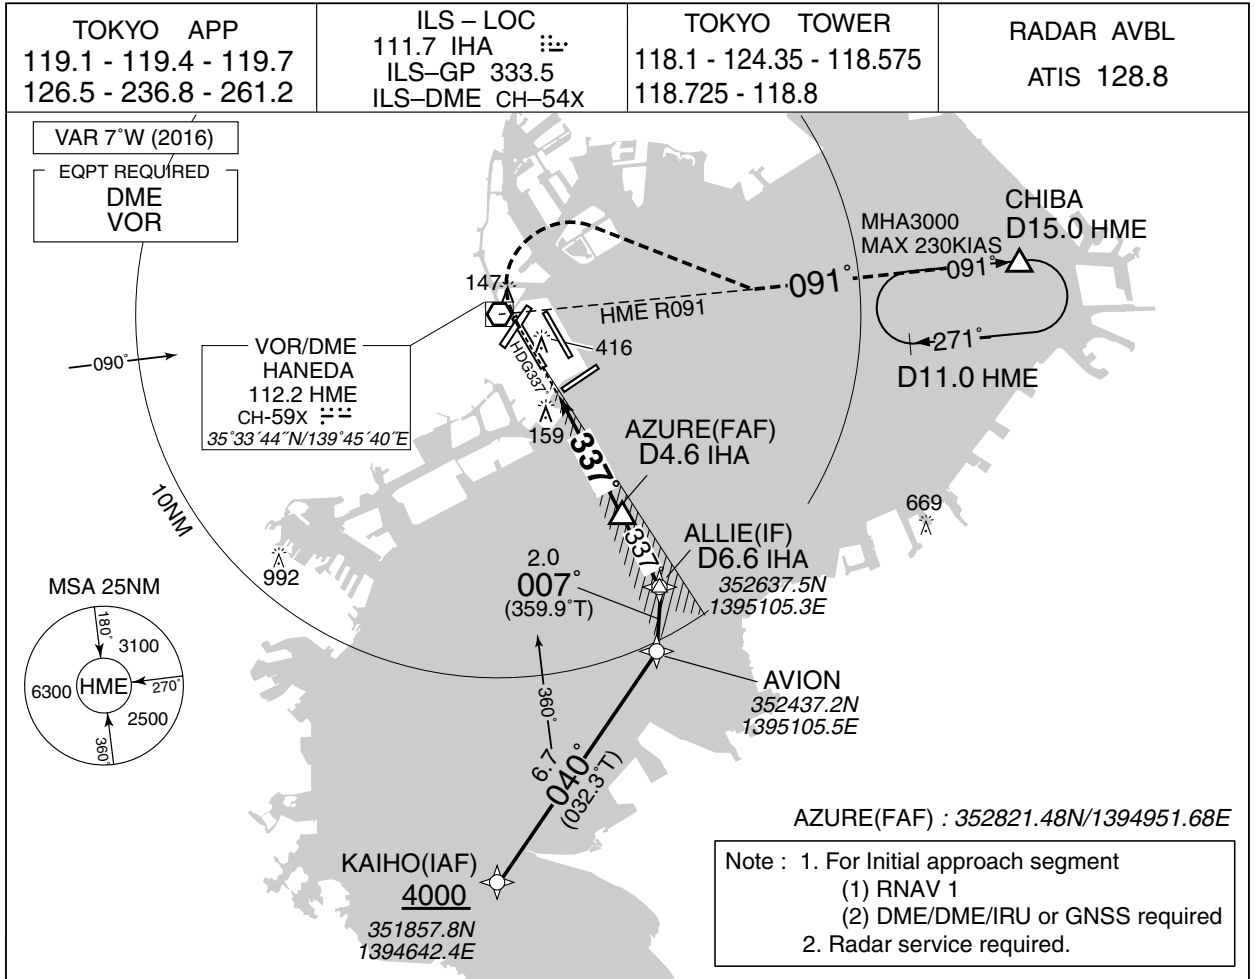 TOKYO APP
119.1 - 119.4 - 119.7
126.5 - 236.8 - 261.2
ILS – LOC
111.7 IHA
ILS–GP 333.5
ILS–DME CH–54X
TOKYO TOWER
118.1 - 124.35 - 118.575
118.725 - 118.8
RADAR AVBL
ATIS 128.8
VAR 7°W (2016)
EQPT REQUIRED
DME
VOR
CHIBA
D15.0 HME
MHA3000
MAX 230KIAS
091°
091°
147
HME R091
271°
D11.0 HME
416
HDG337°
090°
VOR/DME
HANEDA
112.2 HME
CH-59X
35°33´44˝N/139°45´40˝E
159
337°
AZURE(FAF)
D4.6 IHA
10NM
669
337°
ALLIE(IF)
D6.6 IHA
352637.5N
1395105.3E
992
2.0
007°
(359.9°T)
MSA 25NM
180°
3100
6300
HME
270°
2500
360°
360°
AVION
352437.2N
1395105.5E
6.7
040°
(032.3°T)
AZURE(FAF) : 352821.48N/1394951.68E
KAIHO(IAF)
4000
351857.8N
1394642.4E
Note : 1. For Initial approach segment
(1) RNAV 1
(2) DME/DME/IRU or GNSS required
2. Radar service required.